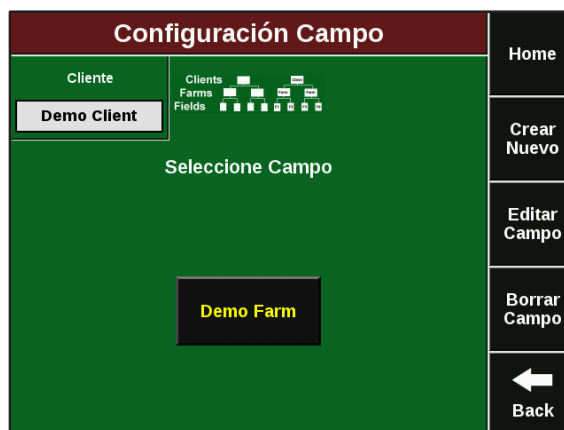 Configuración Campo
Home
Cliente
Demo Client
Clients
Farms
Fields
Crear
Nuevo
Seleccione Campo
Editar
Campo
Demo Farm
Borrar
Campo
Back